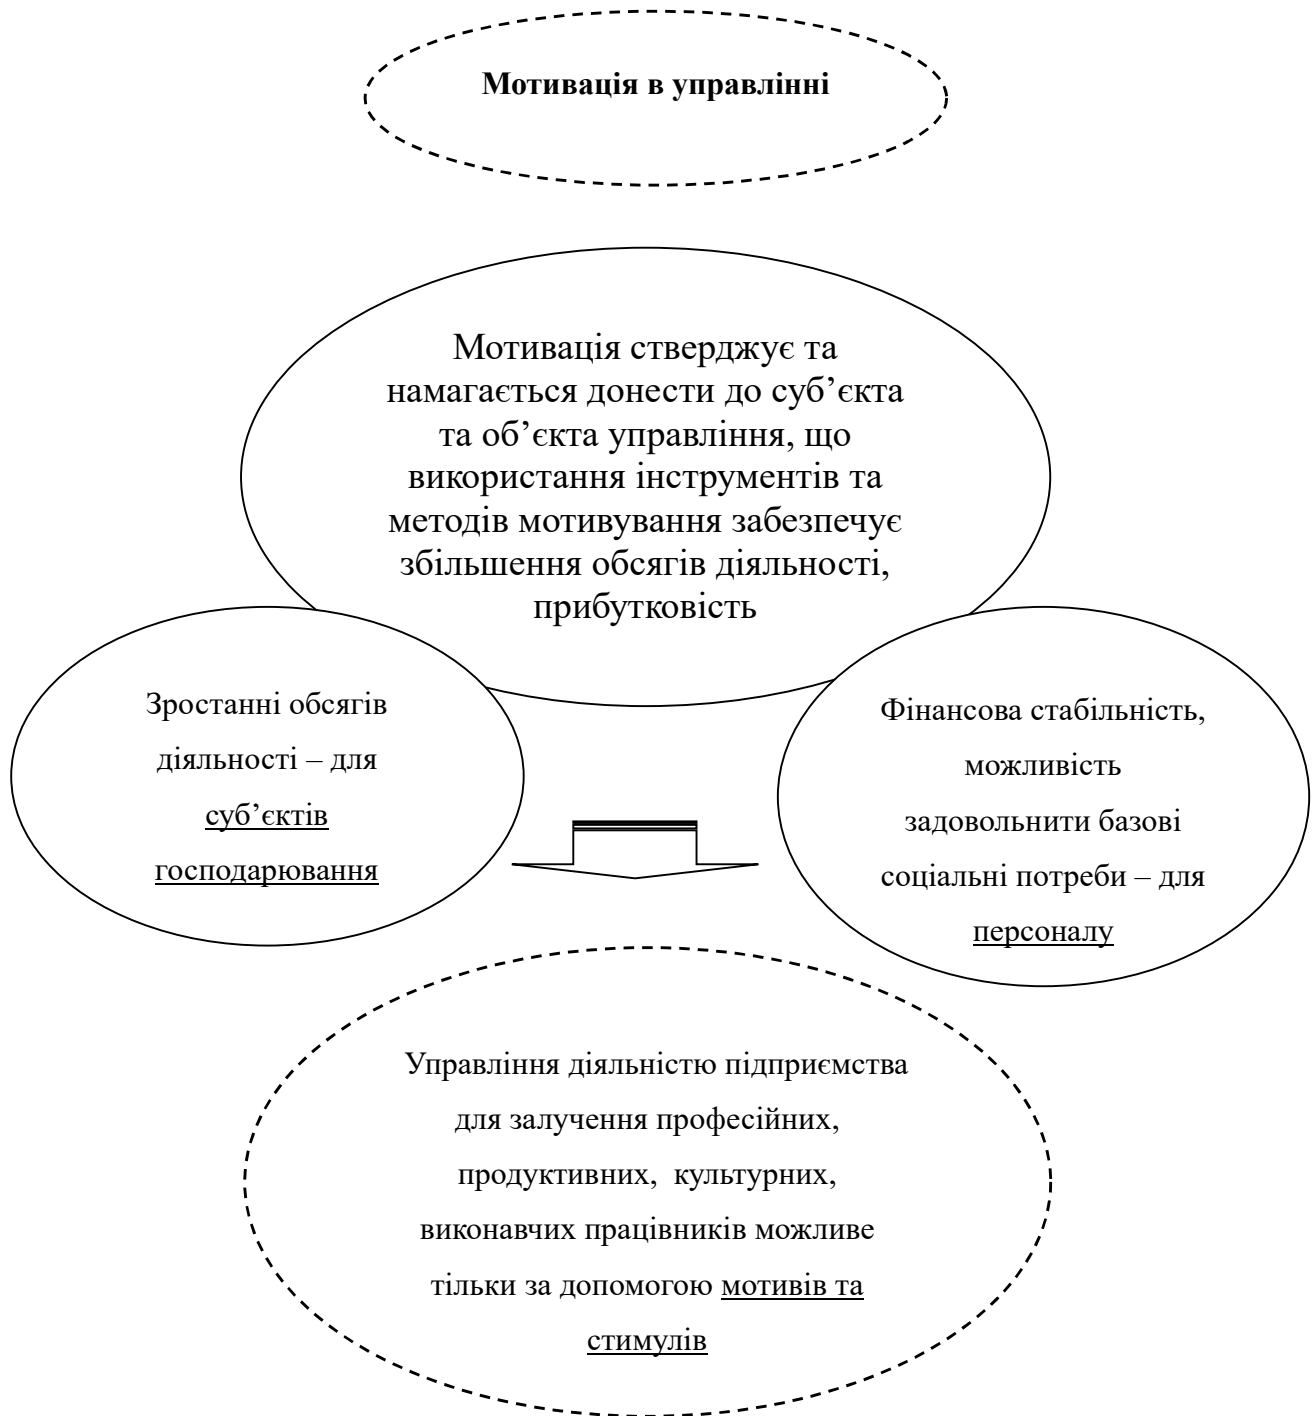 Мотивація в управлінні
Мотивація стверджує та
намагається донести до суб’єкта
та об’єкта управління, що
використання інструментів та
методів мотивування забезпечує
збільшення обсягів діяльності,
прибутковість
Зростанні обсягів
діяльності – для
суб’єктів
господарювання
Фінансова стабільність,
можливість
задовольнити базові
соціальні потреби – для
персоналу
Управління діяльністю підприємства
для залучення професійних,
продуктивних, культурних,
виконавчих працівників можливе
тільки за допомогою мотивів та
стимулів